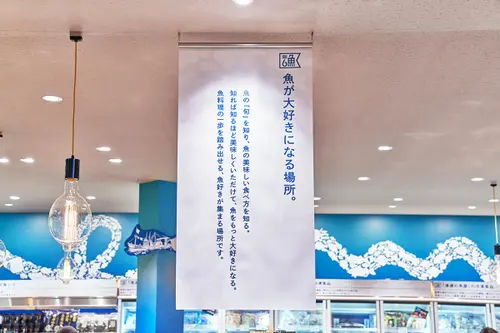 魚が大好きになる場所。
魚の「旬」を知り、魚の美味しい食べ方を知る。
知れば知るほど美味しくいただけて、魚をもっと大好きになる。
魚料理の一歩を踏み出せる、魚好きが集まる場所です。